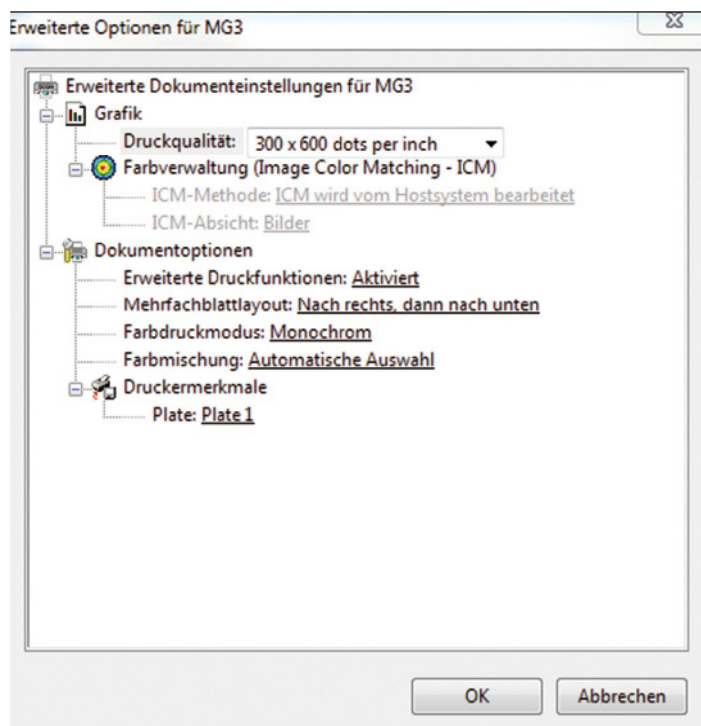 Erweiterte Optionen für MG3
Erweiterte Dokumenteinstellungen für MG3
Grafik
Druckqualität: 300 x 600 dots per inch
Farbverwaltung (Image Color Matching - ICM)
ICM-Methode: ICM wird vom Hostsystem bearbeitet
ICM-Absicht: Bilder
Dokumentoptionen
Erweiterte Druckfunktionen: Aktiviert
Mehrfachblattlayout: Nach rechts, dann nach unten
Farbdruckmodus: Monochrom
Farbmischung: Automatische Auswahl
Druckermerkmale
Plate: Plate 1
OK Abbrechen